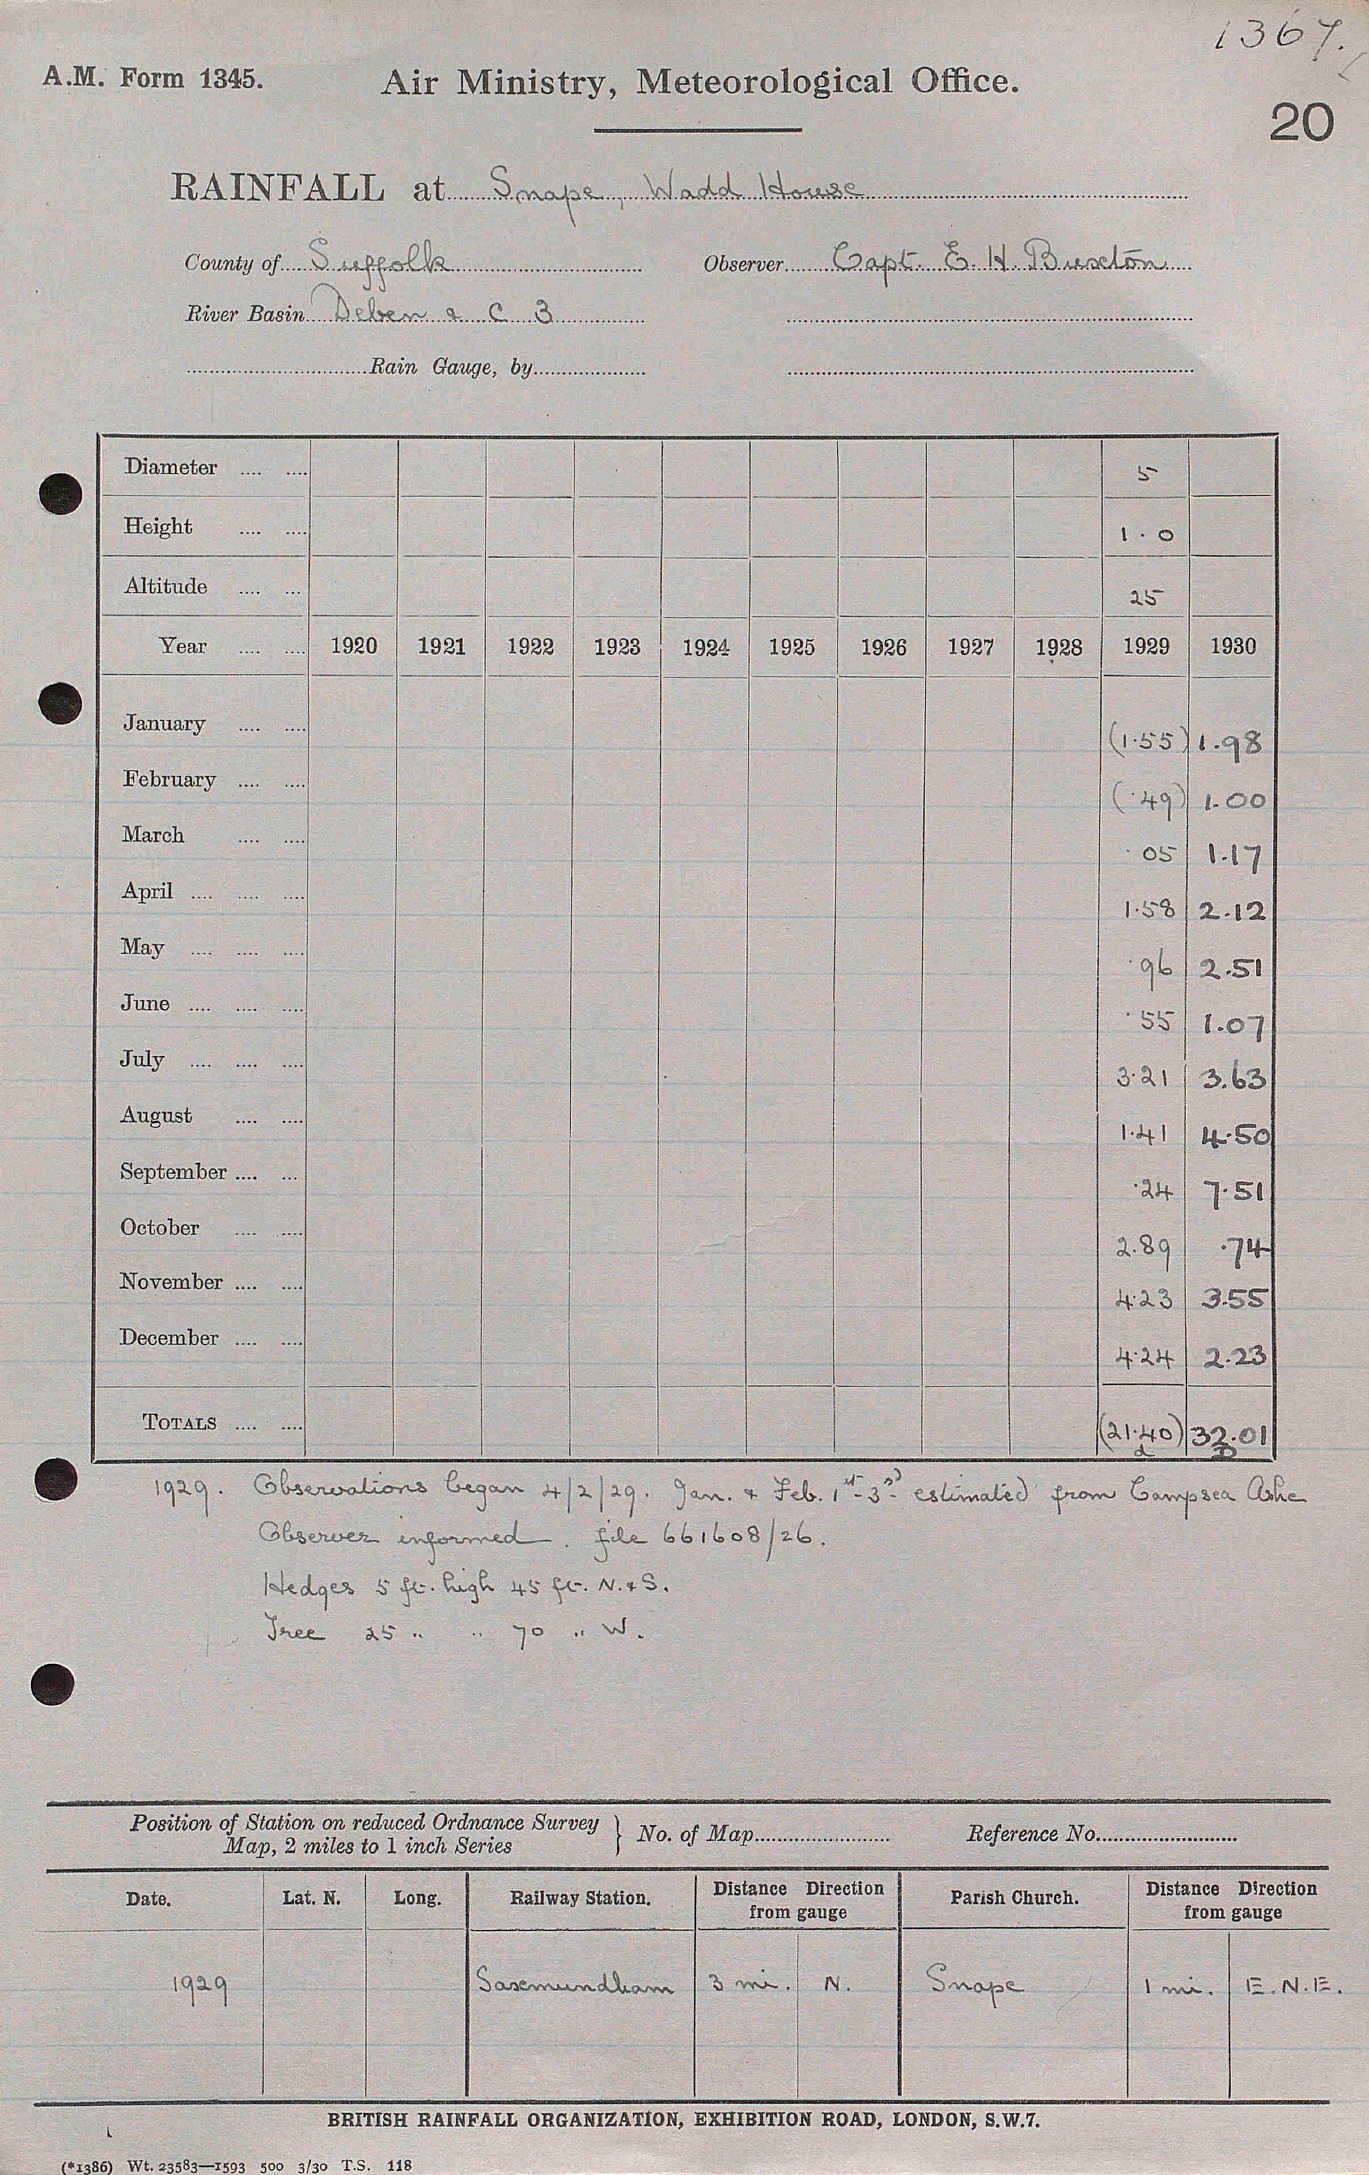 1367.
A.M. Form 1345. Air Ministry, Meteorological Office.
20
RAINFALL at Snape, Wadd House
County of Suffolk Observer Capt. E. H. Buxton
River Basin Deben & C 3
Rain Gauge, by
Diameter .... .... 5
Height .... .... 1.0
Altitude .... ... 25
Year .... .... 1920 1921 1922 1923 1924 1925 1926 1927 1928 1929 1930
January .... .... (1.55) 1.98
February .... .... (.49) 1.00
March .... .... .05 1.17
April .... .... .... 1.58 2.12
May .... .... .... .96 2.51
June .... .... .... .55 1.07
July .... .... .... 3.21 3.63
August .... .... 1.41 4.50
September .... ... .24 7.51
October .... .... 2.89 .74
November .... .... 4.23 3.55
December .... .... 4.24 2.23
TOTALS .... .... (21.40) 32.01
d D
1929. Observations began 4/2/29. Jan. & Feb. 1st-3rd estimated from Campsea Ashe
Observer informed. file 661608/26.
Hedges 5 ft. high 45 ft. N. & S.
Tree 25 " " 70 " W.
Position of Station on reduced Ordnance Survey
Map, 2 miles to 1 inch Series } No. of Map Reference No.
Date. Lat. N. Long. Railway Station. Distance Direction from gauge Parish Church. Distance Direction from gauge
1929 Saxmundham 3 mi. N. Snape 1 mi. E.N.E.
BRITISH RAINFALL ORGANIZATION, EXHIBITION ROAD, LONDON, S.W.7.
(*1386) Wt. 23583—1593 500 3/30 T.S. 118